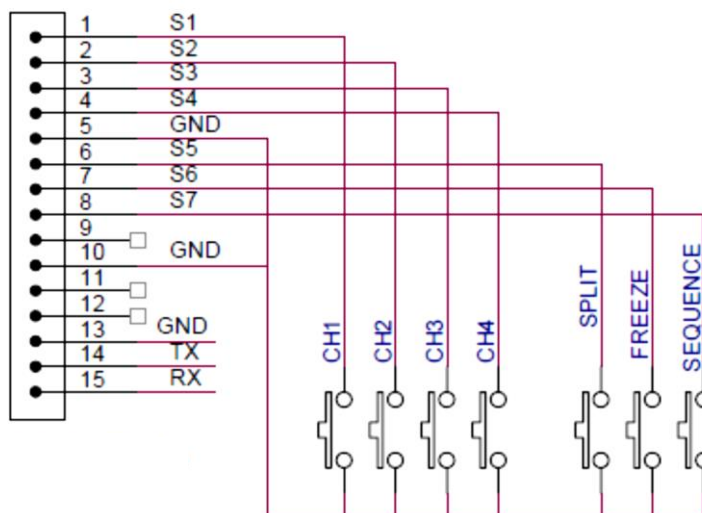 1 S1
2 S2
3 S3
4 S4
5 GND
6 S5
7 S6
8 S7
9
10 GND
11
12
13 GND
14 TX
15 RX
CH1
CH2
CH3
CH4
SPLIT
FREEZE
SEQUENCE